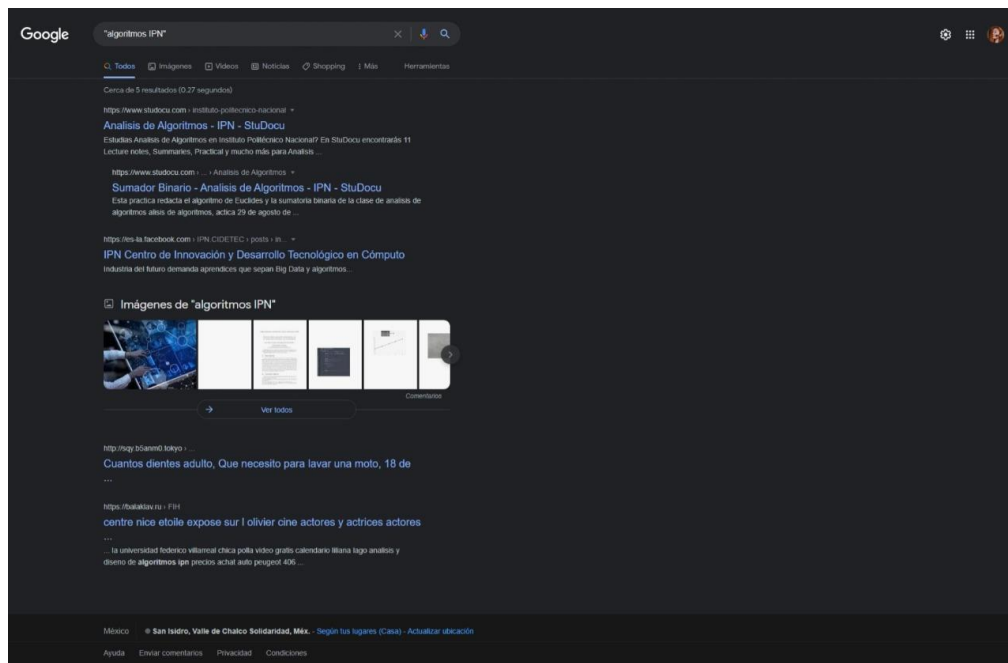 Google
"algoritmos IPN"
Todos Imágenes Videos Noticias Shopping 1 Más Herramientas
Cerca de 5 resultados (0.27 segundos)
https://www.studocu.com › instituto-politecnico-nacional
Analisis de Algoritmos - IPN - StuDocu
Estudias Analisis de Algoritmos en Instituto Politécnico Nacional? En StuDocu encontrarás 11
Lecture notes, Summaries, Practical y mucho más para Analisis ...
https://www.studocu.com › ... › Analisis de Algoritmos
Sumador Binario - Analisis de Algoritmos - IPN - StuDocu
Esta practica redacta el algoritmo de Euclides y la sumatoria binaria de la clase de analisis de
algoritmos alisis de algoritmos, actica 29 de agosto de ...
https://es-la.facebook.com › IPN.CIDETEC › posts › in...
IPN Centro de Innovación y Desarrollo Tecnológico en Cómputo
Industria del futuro demanda aprendices que sepan Big Data y algoritmos...
Imágenes de "algoritmos IPN"
Comentarios
Ver todos
http://sqy.b5anm0.tokyo › ...
Cuantos dientes adulto, Que necesito para lavar una moto, 18 de
...
https://balaklav.ru › FIH
centre nice etoile expose sur l olivier cine actores y actrices actores
...
... la universidad federico villarreal chica polla video gratis calendario liliana lago analisis y
diseno de algoritmos ipn precios achat auto peugeot 406 ...
México San Isidro, Valle de Chalco Solidaridad, Méx. - Según tus lugares (Casa) - Actualizar ubicación
Ayuda Enviar comentarios Privacidad Condiciones